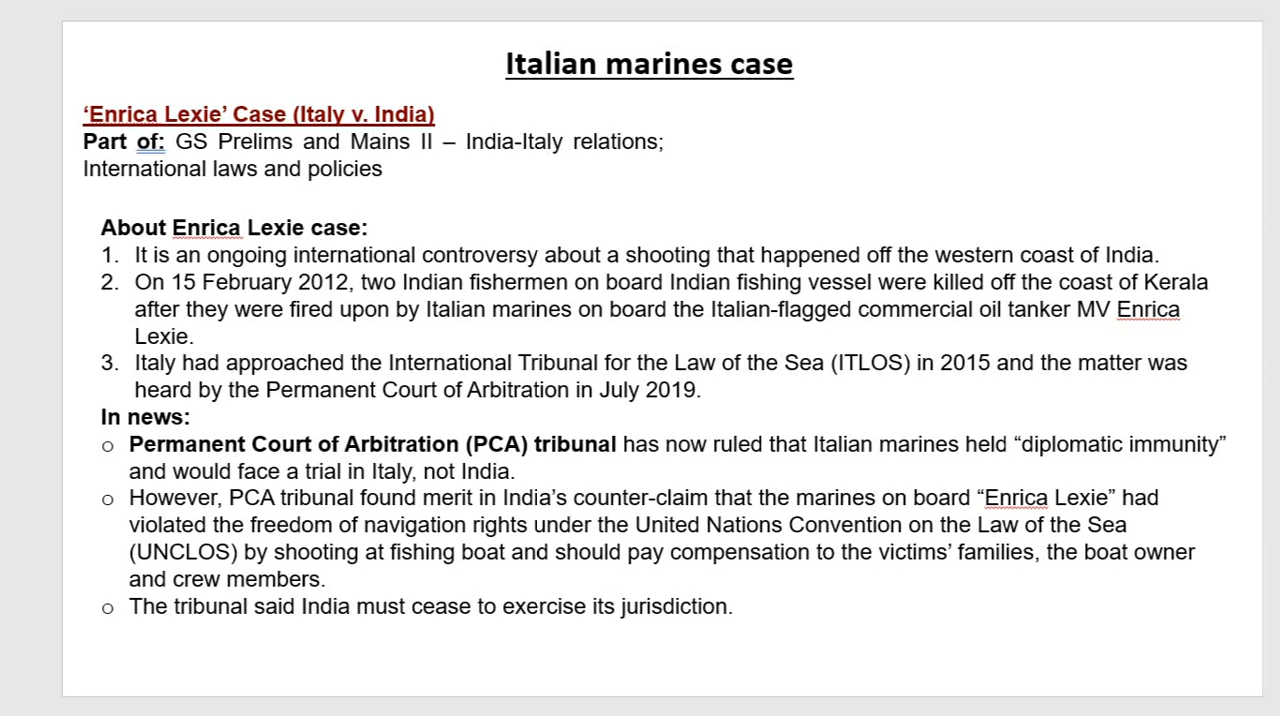 Italian marines case
‘Enrica Lexie’ Case (Italy v. India)
Part of: GS Prelims and Mains II – India-Italy relations;
International laws and policies
About Enrica Lexie case:
1. It is an ongoing international controversy about a shooting that happened off the western coast of India.
2. On 15 February 2012, two Indian fishermen on board Indian fishing vessel were killed off the coast of Kerala
after they were fired upon by Italian marines on board the Italian-flagged commercial oil tanker MV Enrica
Lexie.
3. Italy had approached the International Tribunal for the Law of the Sea (ITLOS) in 2015 and the matter was
heard by the Permanent Court of Arbitration in July 2019.
In news:
o Permanent Court of Arbitration (PCA) tribunal has now ruled that Italian marines held “diplomatic immunity”
and would face a trial in Italy, not India.
o However, PCA tribunal found merit in India’s counter-claim that the marines on board “Enrica Lexie” had
violated the freedom of navigation rights under the United Nations Convention on the Law of the Sea
(UNCLOS) by shooting at fishing boat and should pay compensation to the victims’ families, the boat owner
and crew members.
o The tribunal said India must cease to exercise its jurisdiction.